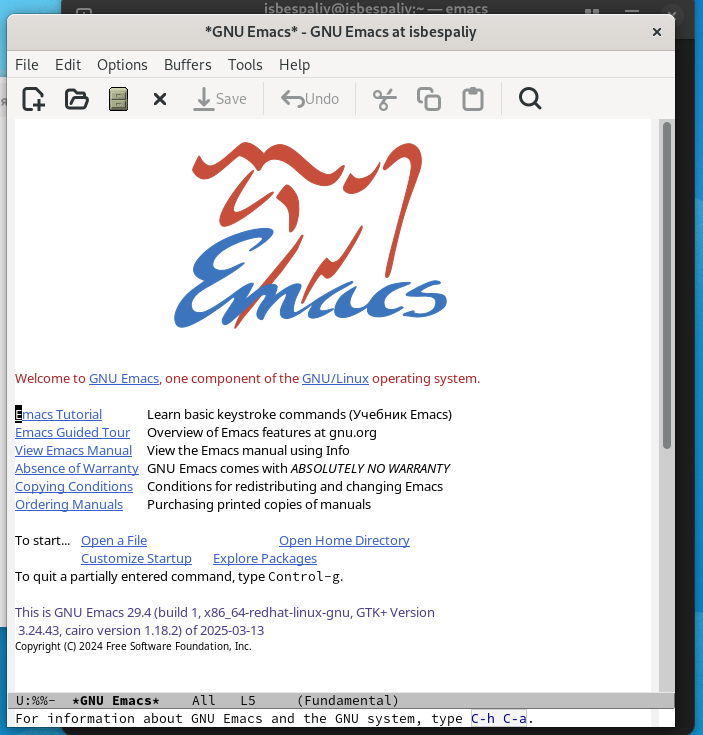 isbespaliy@isbespaliy:~ — emacs
*GNU Emacs* - GNU Emacs at isbespaliy
File Edit Options Buffers Tools Help
Save Undo
Emacs
Welcome to GNU Emacs, one component of the GNU/Linux operating system.
Emacs Tutorial Learn basic keystroke commands (Учебник Emacs)
Emacs Guided Tour Overview of Emacs features at gnu.org
View Emacs Manual View the Emacs manual using Info
Absence of Warranty GNU Emacs comes with ABSOLUTELY NO WARRANTY
Copying Conditions Conditions for redistributing and changing Emacs
Ordering Manuals Purchasing printed copies of manuals
To start... Open a File Open Home Directory
Customize Startup Explore Packages
To quit a partially entered command, type Control-g.
This is GNU Emacs 29.4 (build 1, x86_64-redhat-linux-gnu, GTK+ Version
3.24.43, cairo version 1.18.2) of 2025-03-13
Copyright (C) 2024 Free Software Foundation, Inc.
U:%%- *GNU Emacs* All L5 (Fundamental)
For information about GNU Emacs and the GNU system, type C-h C-a.